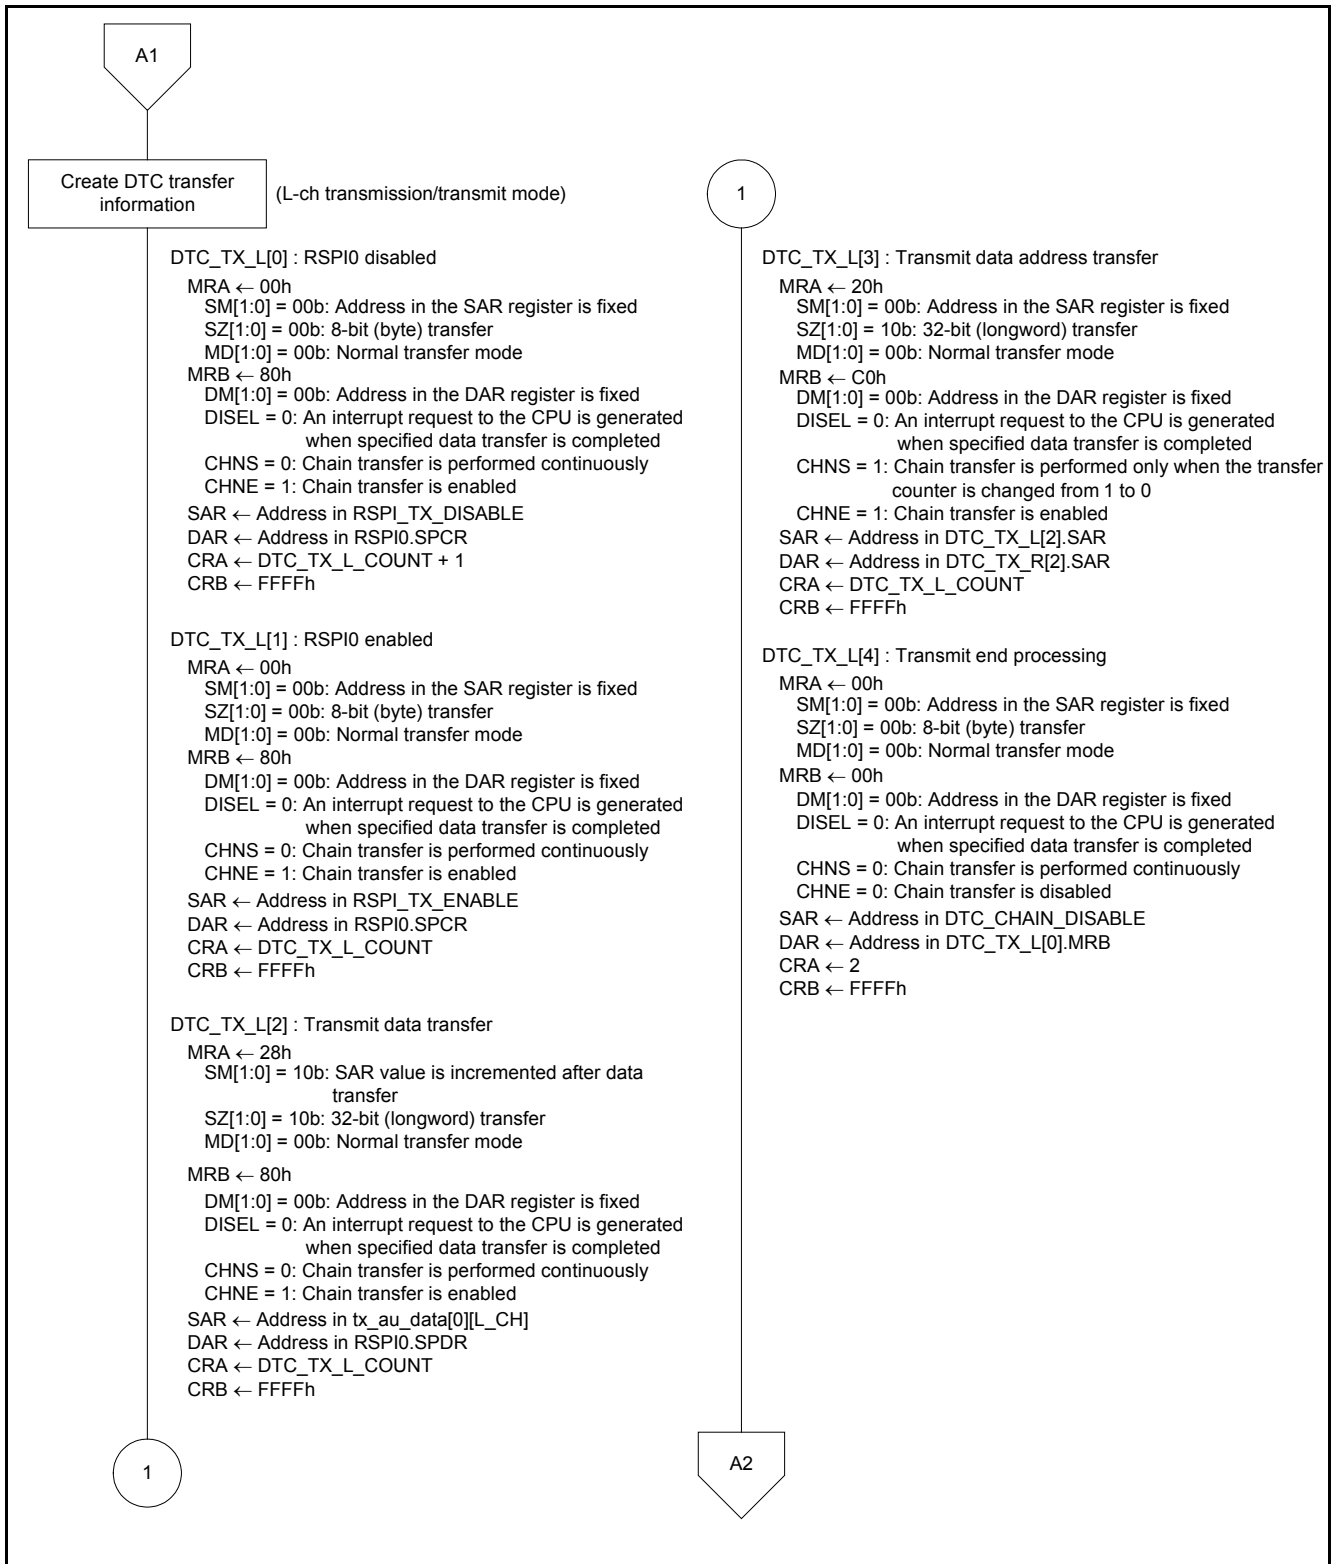 A1
Create DTC transfer
information
(L-ch transmission/transmit mode)
DTC_TX_L[0] : RSPI0 disabled
MRA ← 00h
SM[1:0] = 00b: Address in the SAR register is fixed
SZ[1:0] = 00b: 8-bit (byte) transfer
MD[1:0] = 00b: Normal transfer mode
MRB ← 80h
DM[1:0] = 00b: Address in the DAR register is fixed
DISEL = 0: An interrupt request to the CPU is generated
when specified data transfer is completed
CHNS = 0: Chain transfer is performed continuously
CHNE = 1: Chain transfer is enabled
SAR ← Address in RSPI_TX_DISABLE
DAR ← Address in RSPI0.SPCR
CRA ← DTC_TX_L_COUNT + 1
CRB ← FFFFh
DTC_TX_L[1] : RSPI0 enabled
MRA ← 00h
SM[1:0] = 00b: Address in the SAR register is fixed
SZ[1:0] = 00b: 8-bit (byte) transfer
MD[1:0] = 00b: Normal transfer mode
MRB ← 80h
DM[1:0] = 00b: Address in the DAR register is fixed
DISEL = 0: An interrupt request to the CPU is generated
when specified data transfer is completed
CHNS = 0: Chain transfer is performed continuously
CHNE = 1: Chain transfer is enabled
SAR ← Address in RSPI_TX_ENABLE
DAR ← Address in RSPI0.SPCR
CRA ← DTC_TX_L_COUNT
CRB ← FFFFh
DTC_TX_L[2] : Transmit data transfer
MRA ← 28h
SM[1:0] = 10b: SAR value is incremented after data
transfer
SZ[1:0] = 10b: 32-bit (longword) transfer
MD[1:0] = 00b: Normal transfer mode
MRB ← 80h
DM[1:0] = 00b: Address in the DAR register is fixed
DISEL = 0: An interrupt request to the CPU is generated
when specified data transfer is completed
CHNS = 0: Chain transfer is performed continuously
CHNE = 1: Chain transfer is enabled
SAR ← Address in tx_au_data[0][L_CH]
DAR ← Address in RSPI0.SPDR
CRA ← DTC_TX_L_COUNT
CRB ← FFFFh
1
1
DTC_TX_L[3] : Transmit data address transfer
MRA ← 20h
SM[1:0] = 00b: Address in the SAR register is fixed
SZ[1:0] = 10b: 32-bit (longword) transfer
MD[1:0] = 00b: Normal transfer mode
MRB ← C0h
DM[1:0] = 00b: Address in the DAR register is fixed
DISEL = 0: An interrupt request to the CPU is generated
when specified data transfer is completed
CHNS = 1: Chain transfer is performed only when the transfer
counter is changed from 1 to 0
CHNE = 1: Chain transfer is enabled
SAR ← Address in DTC_TX_L[2].SAR
DAR ← Address in DTC_TX_R[2].SAR
CRA ← DTC_TX_L_COUNT
CRB ← FFFFh
DTC_TX_L[4] : Transmit end processing
MRA ← 00h
SM[1:0] = 00b: Address in the SAR register is fixed
SZ[1:0] = 00b: 8-bit (byte) transfer
MD[1:0] = 00b: Normal transfer mode
MRB ← 00h
DM[1:0] = 00b: Address in the DAR register is fixed
DISEL = 0: An interrupt request to the CPU is generated
when specified data transfer is completed
CHNS = 0: Chain transfer is performed continuously
CHNE = 0: Chain transfer is disabled
SAR ← Address in DTC_CHAIN_DISABLE
DAR ← Address in DTC_TX_L[0].MRB
CRA ← 2
CRB ← FFFFh
A2